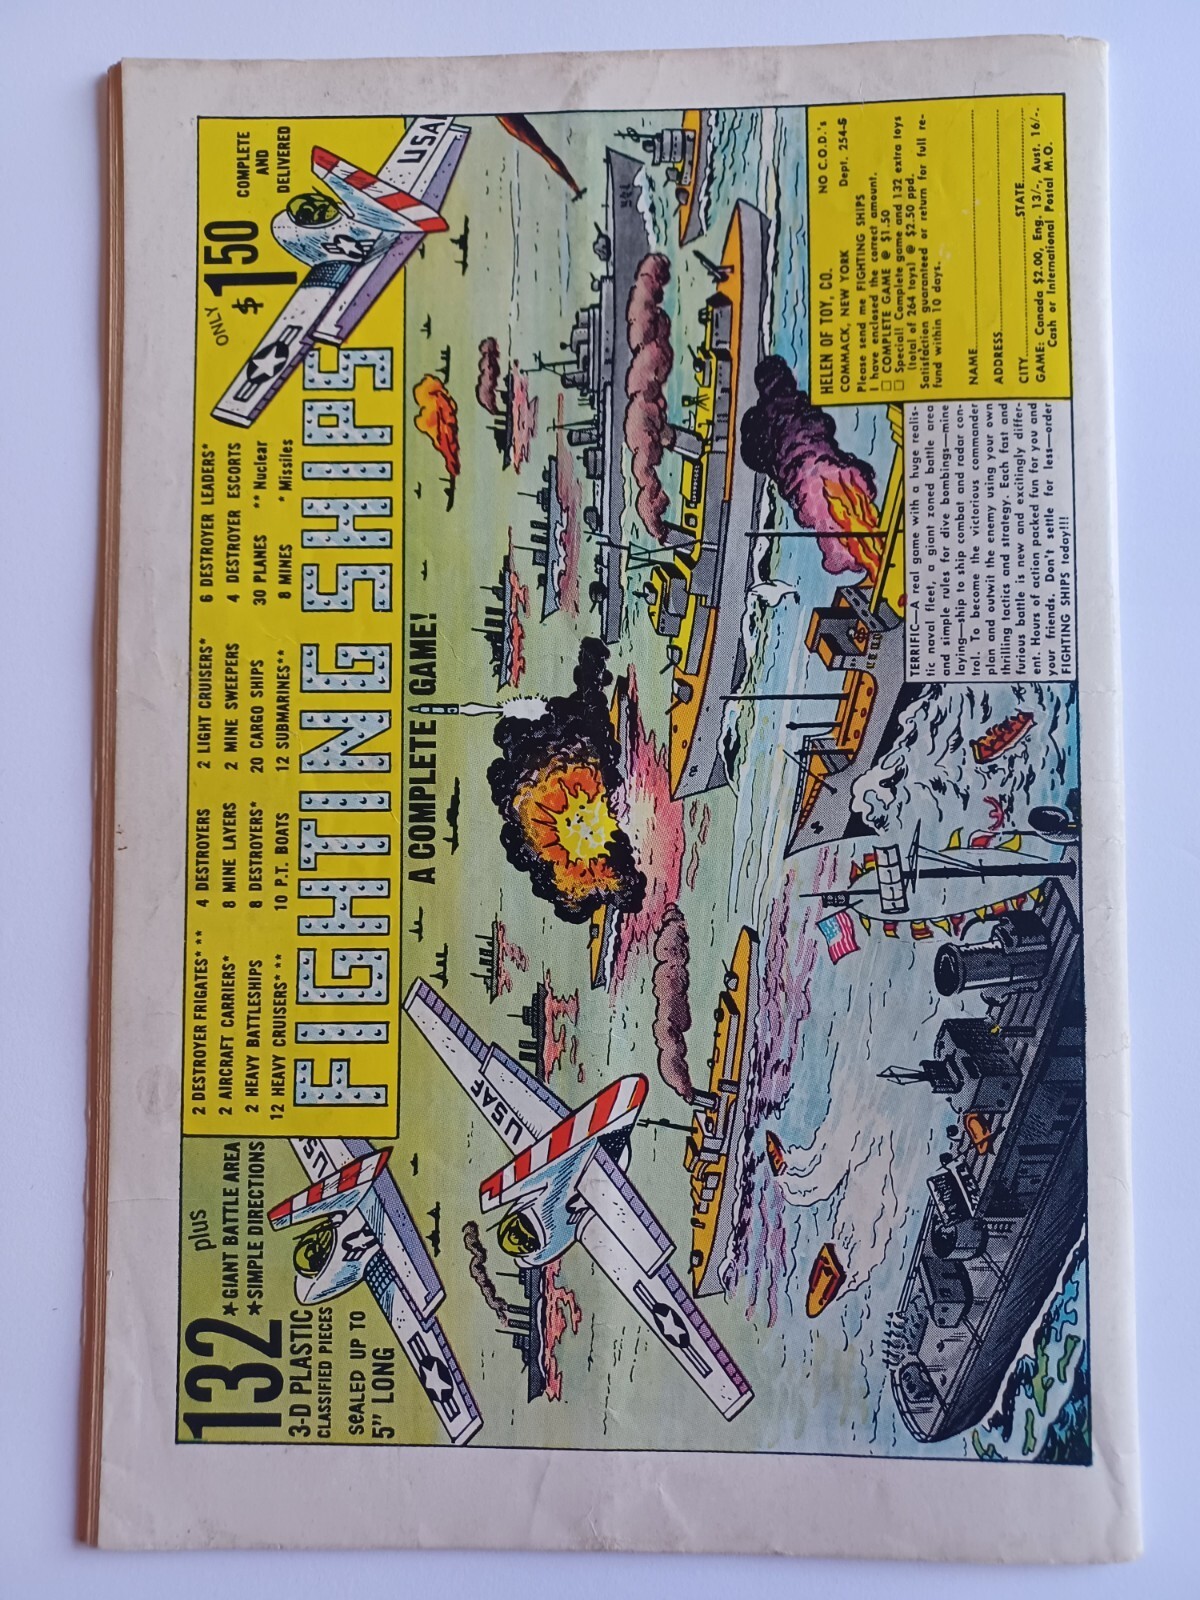 132 plus
★ GIANT BATTLE AREA
★ SIMPLE DIRECTIONS
3-D PLASTIC
CLASSIFIED PIECES
SEALED UP TO
5" LONG
2 DESTROYER FRIGATES* **
2 AIRCRAFT CARRIERS*
2 HEAVY BATTLESHIPS
12 HEAVY CRUISERS* **
4 DESTROYERS
8 MINE LAYERS
8 DESTROYERS*
10 P.T. BOATS
2 LIGHT CRUISERS*
2 MINE SWEEPERS
20 CARGO SHIPS
12 SUBMARINES**
6 DESTROYER LEADERS*
4 DESTROYER ESCORTS
30 PLANES ** Nuclear
8 MINES * Missiles
ONLY
$1.50
COMPLETE
AND
DELIVERED
FIGHTING SHIPS
A COMPLETE GAME!
USAF
USAF
US
TERRIFIC—A real game with a huge realis-
tic naval fleet, a giant zoned battle area
and simple rules for dive bombings—mine
laying—ship to ship combat and radar con-
trol. To become the victorious commander
plan and outwit the enemy using your own
thrilling tactics and strategy. Each fast and
furious battle is new and excitingly differ-
ent. Hours of action packed fun for you and
your friends. Don't settle for less—order
FIGHTING SHIPS today!!!
HELEN OF TOY, CO. NO C.O.D.'s
COMMACK, NEW YORK Dept. 254-S
Please send me FIGHTING SHIPS
I have enclosed the correct amount.
☐ COMPLETE GAME @ $1.50
☐ Special! Complete game and 132 extra toys
(total of 264 toys) @ $2.50 ppd.
Satisfaction guaranteed or return for full re-
fund within 10 days.
NAME
ADDRESS
CITY STATE
GAME: Canada $2.00, Eng. 13/-, Aust. 16/-.
Cash or International Postal M.O.